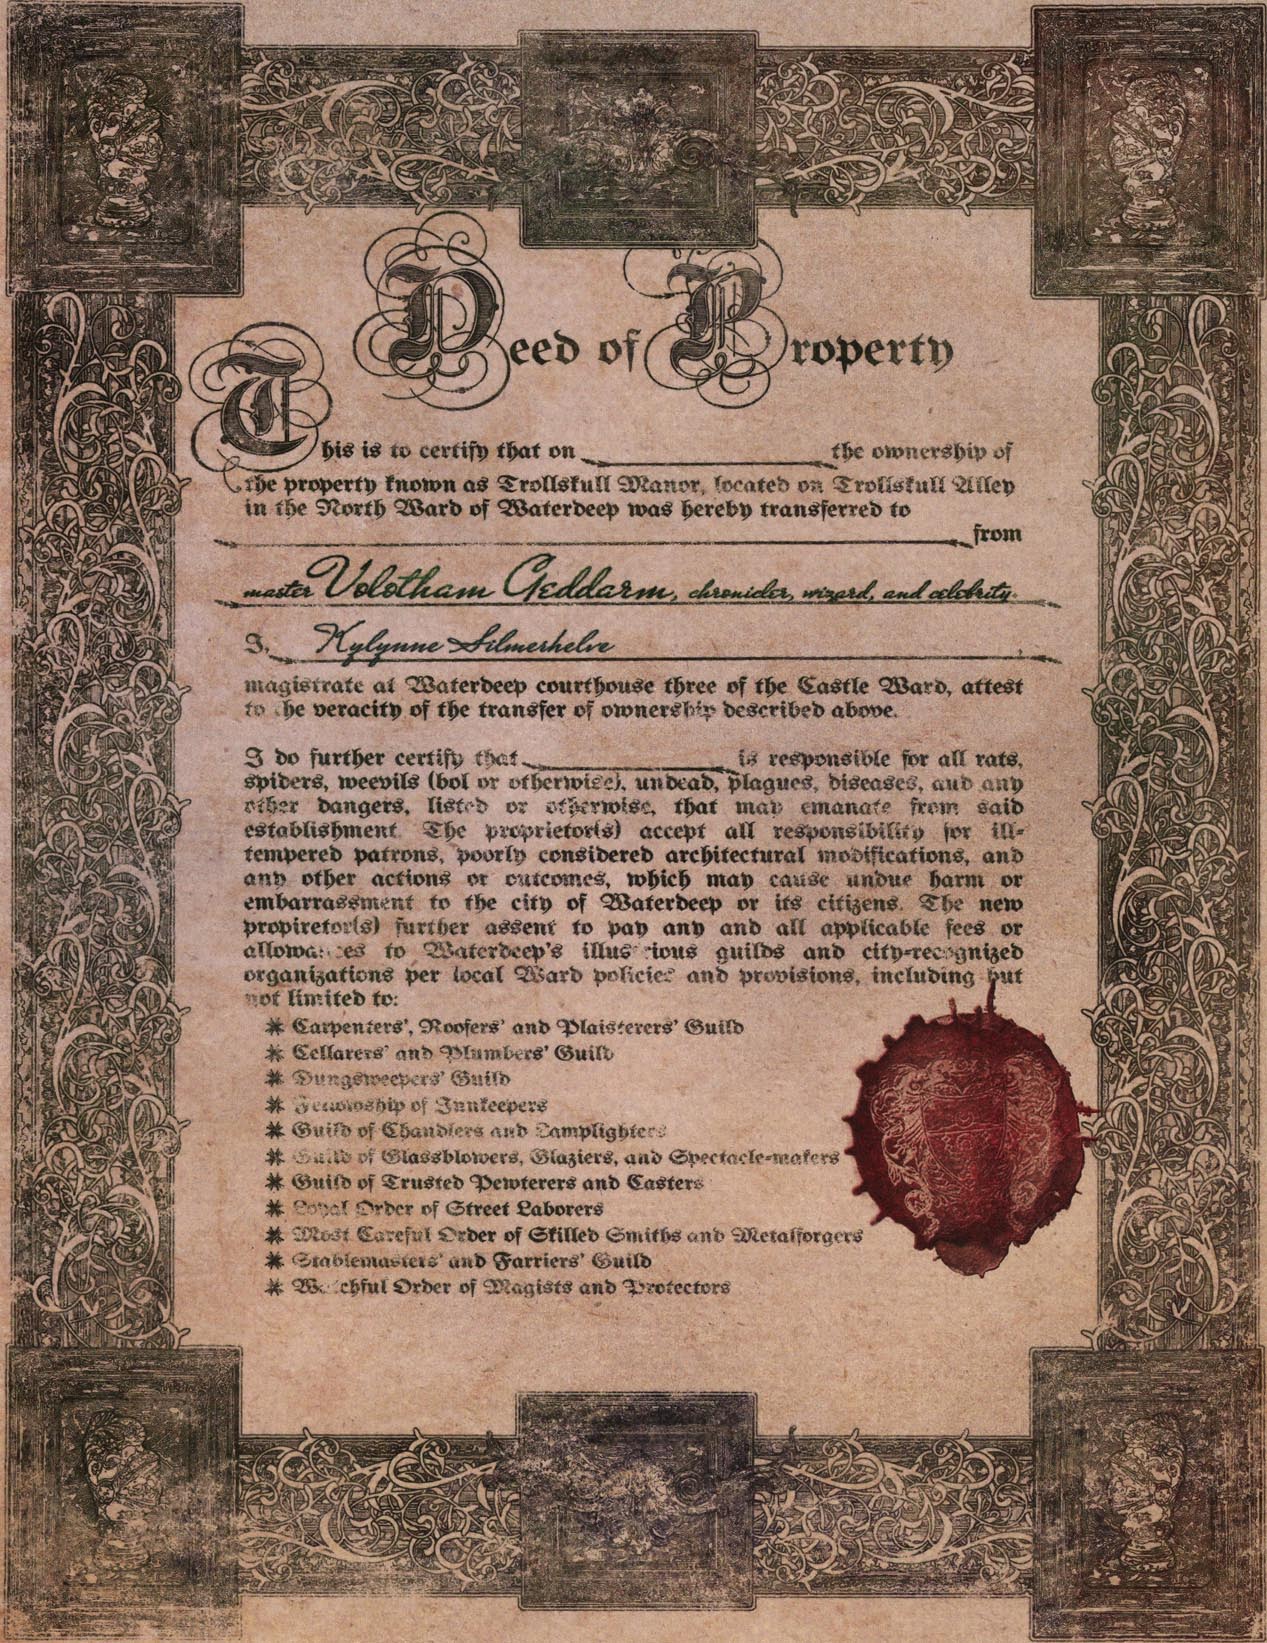 Deed of Property
This is to certify that on the ownership of
the property known as Trollskull Manor, located on Trollskull Alley
in the North Ward of Waterdeep was hereby transferred to
from
master Volotham Geddarm, chronicler, wizard, and celebrity.
I, Kylynne Silmerhelve,
magistrate at Waterdeep courthouse three of the Castle Ward, attest
to he veracity of the transfer of ownership described above.
I do further certify that is responsible for all rats,
spiders, weevils (bol or otherwise), undead, plagues, diseases, and any
other dangers, listed or otherwise, that may emanate from said
establishment. The proprietor(s) accept all responsibility for ill-
tempered patrons, poorly considered architectural modifications, and
any other actions or outcomes, which may cause undue harm or
embarrassment to the city of Waterdeep or its citizens. The new
propiretor(s) further assent to pay any and all applicable fees or
allowances to Waterdeep's illustrious guilds and city-recognized
organizations per local Ward policies and provisions, including but
not limited to:
* Carpenters', Roofers' and Plaisterers' Guild
* Cellarers' and Plumbers' Guild
* Dungsweepers' Guild
* Fellowship of Innkeepers
* Guild of Chandlers and Lamplighters
* Guild of Glassblowers, Glaziers, and Spectacle-makers
* Guild of Trusted Pewterers and Casters
* Loyal Order of Street Laborers
* Most Careful Order of Skilled Smiths and Metalforgers
* Stablemasters' and Farriers' Guild
* Watchful Order of Magists and Protectors